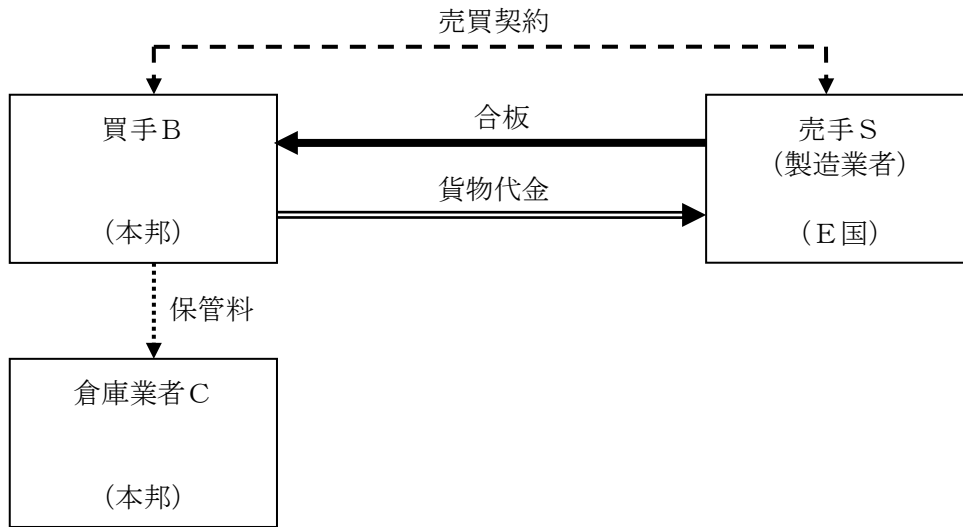 売買契約
買手Ｂ
（本邦）
合板
貨物代金
売手Ｓ
（製造業者）
（Ｅ国）
保管料
倉庫業者Ｃ
（本邦）